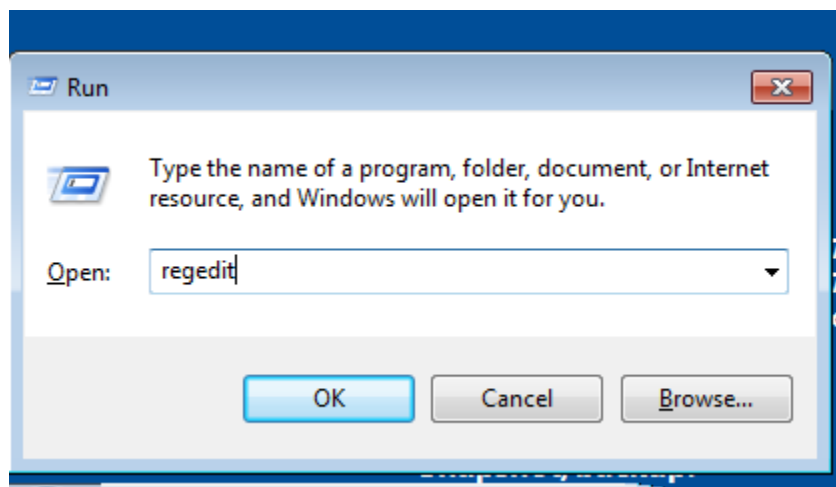 Run
Type the name of a program, folder, document, or Internet
resource, and Windows will open it for you.
Open: regedit
OK Cancel Browse...